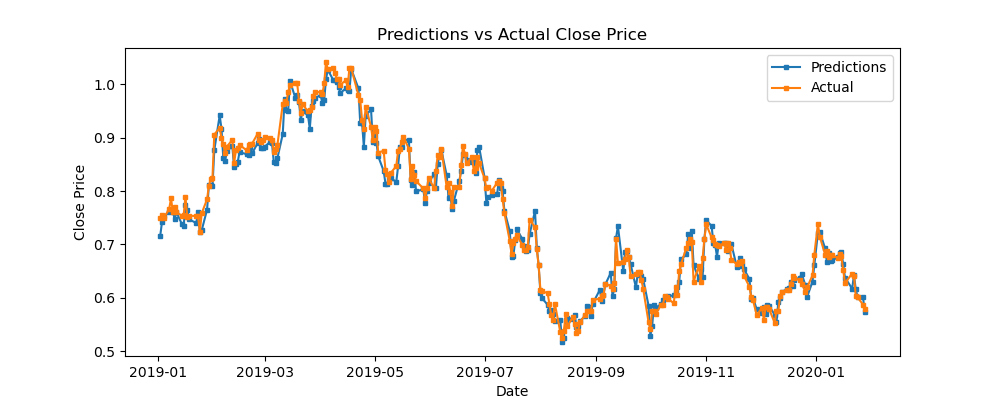 Predictions vs Actual Close Price
Predictions
Actual
Close Price
1.0
0.9
0.8
0.7
0.6
0.5
2019-01
2019-03
2019-05
2019-07
2019-09
2019-11
2020-01
Date